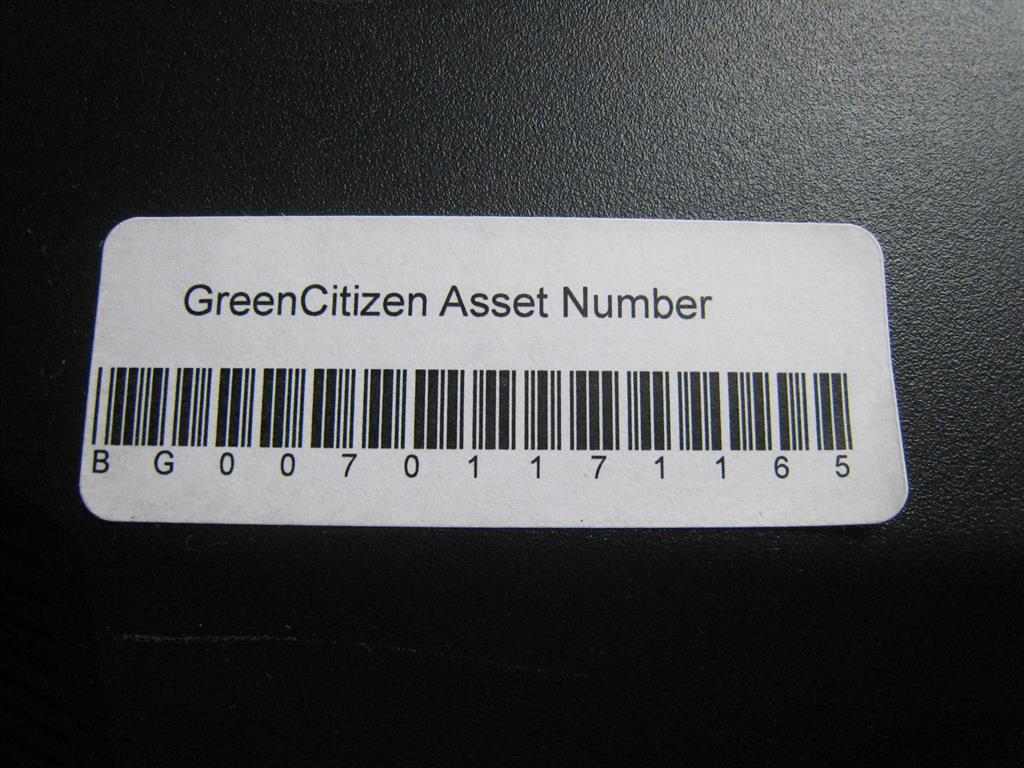 GreenCitizen Asset Number
B G 0 0 7 0 1 1 7 1 1 6 5